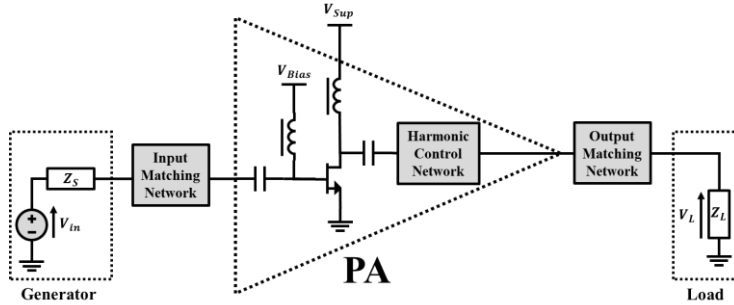 V_Sup
V_Bias
Harmonic
Control
Network
Output
Matching
Network
Input
Matching
Network
Z_S
V_in
V_L
Z_L
PA
Generator
Load